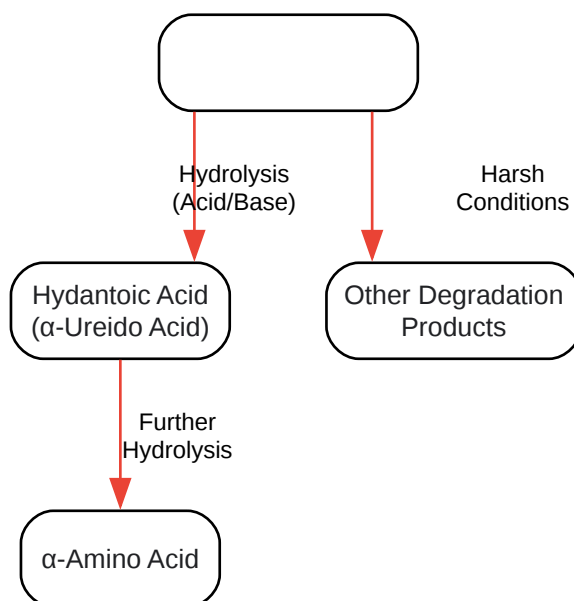 Hydrolysis
(Acid/Base)
Harsh
Conditions
Hydantoic Acid
(α-Ureido Acid)
Other Degradation
Products
Further
Hydrolysis
α-Amino Acid